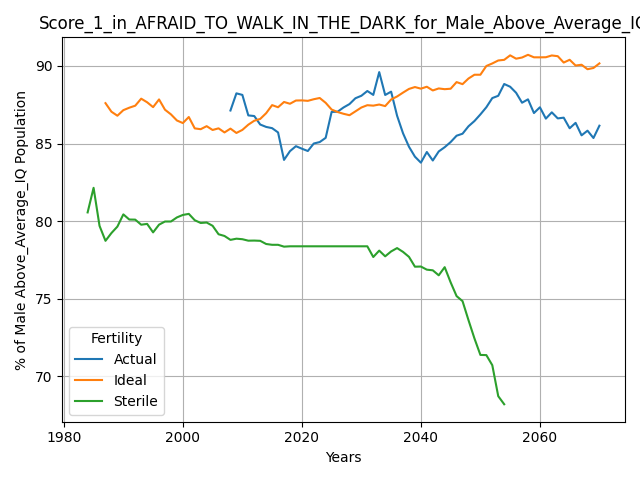 Score_1_in_AFRAID_TO_WALK_IN_THE_DARK_for_Male_Above_Average_IQ
% of Male Above_Average_IQ Population
90
85
80
75
70
Fertility
Actual
Ideal
Sterile
1980 2000 2020 2040 2060
Years